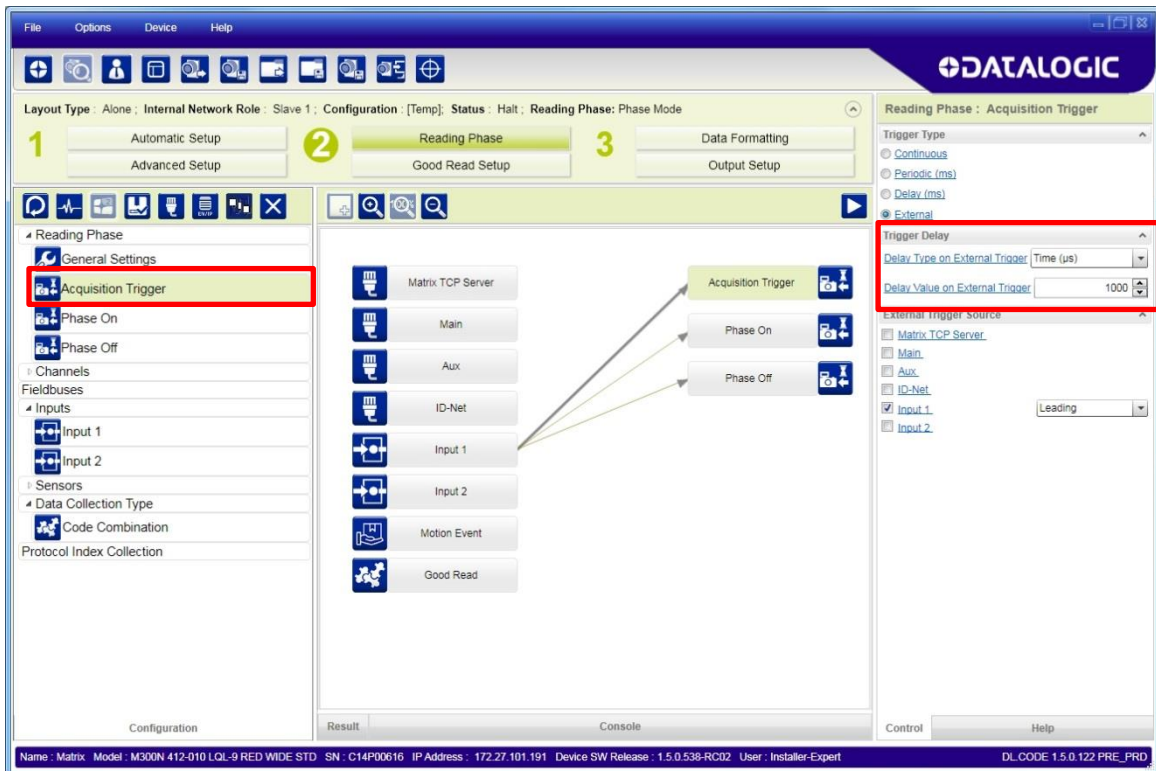 File Options Device Help
DATALOGIC
Layout Type : Alone ; Internal Network Role : Slave 1 ; Configuration : [Temp]; Status : Halt ; Reading Phase: Phase Mode
1 Automatic Setup
Advanced Setup
2 Reading Phase
Good Read Setup
3 Data Formatting
Output Setup
Reading Phase
General Settings
Acquisition Trigger
Phase On
Phase Off
Channels
Fieldbuses
Inputs
Input 1
Input 2
Sensors
Data Collection Type
Code Combination
Protocol Index Collection
Configuration
Matrix TCP Server
Main
Aux
ID-Net
Input 1
Input 2
Motion Event
Good Read
Acquisition Trigger
Phase On
Phase Off
Result Console
Reading Phase : Acquisition Trigger
Trigger Type
Continuous
Periodic (ms)
Delay (ms)
External
Trigger Delay
Delay Type on External Trigger Time (µs)
Delay Value on External Trigger 1000
External Trigger Source
Matrix TCP Server
Main
Aux
ID-Net
Input 1 Leading
Input 2
Control Help
Name : Matrix Model : M300N 412-010 LQL-9 RED WIDE STD SN : C14P00616 IP Address : 172.27.101.191 Device SW Release : 1.5.0.538-RC02 User : Installer-Expert DL.CODE 1.5.0.122 PRE_PRD